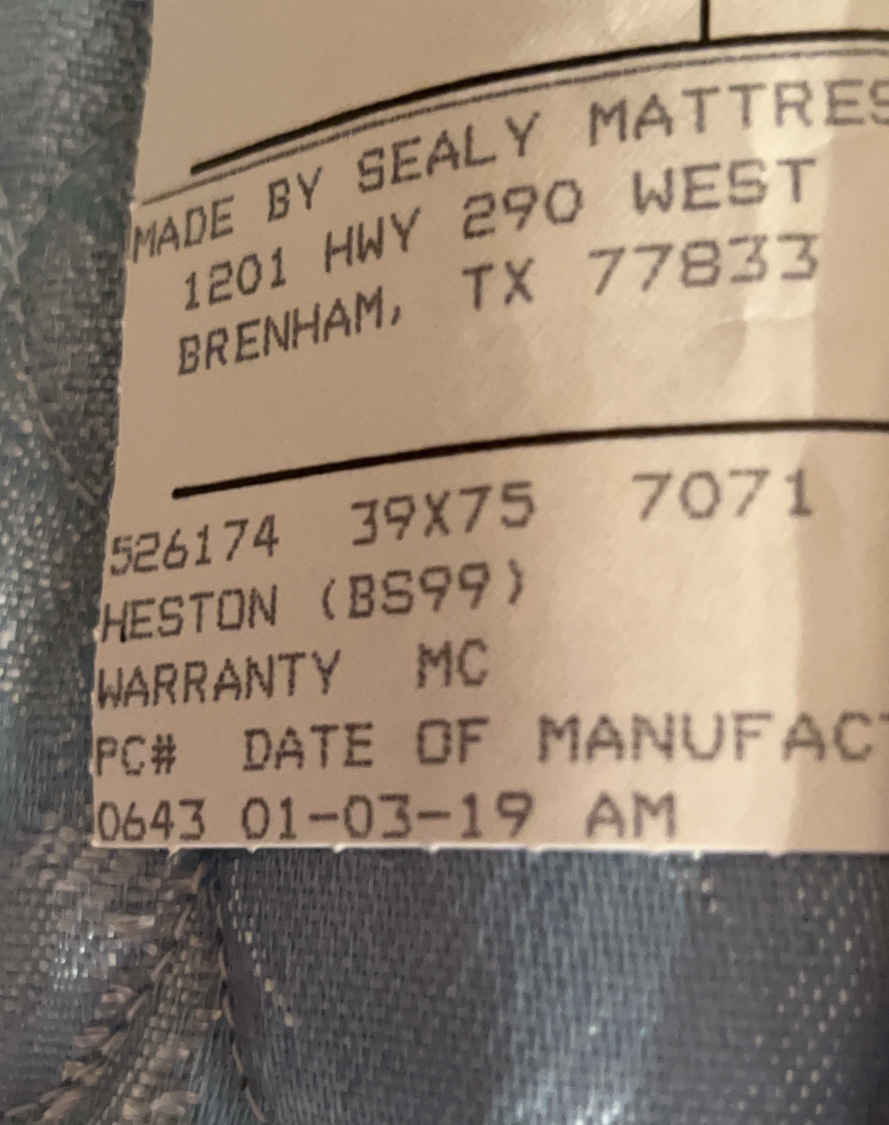 MADE BY SEALY MATTRES
1201 HWY 290 WEST
BRENHAM, TX 77833
526174 39X75 7071
HESTON (BS99)
WARRANTY MC
PC# DATE OF MANUFACT
0643 01-03-19 AM